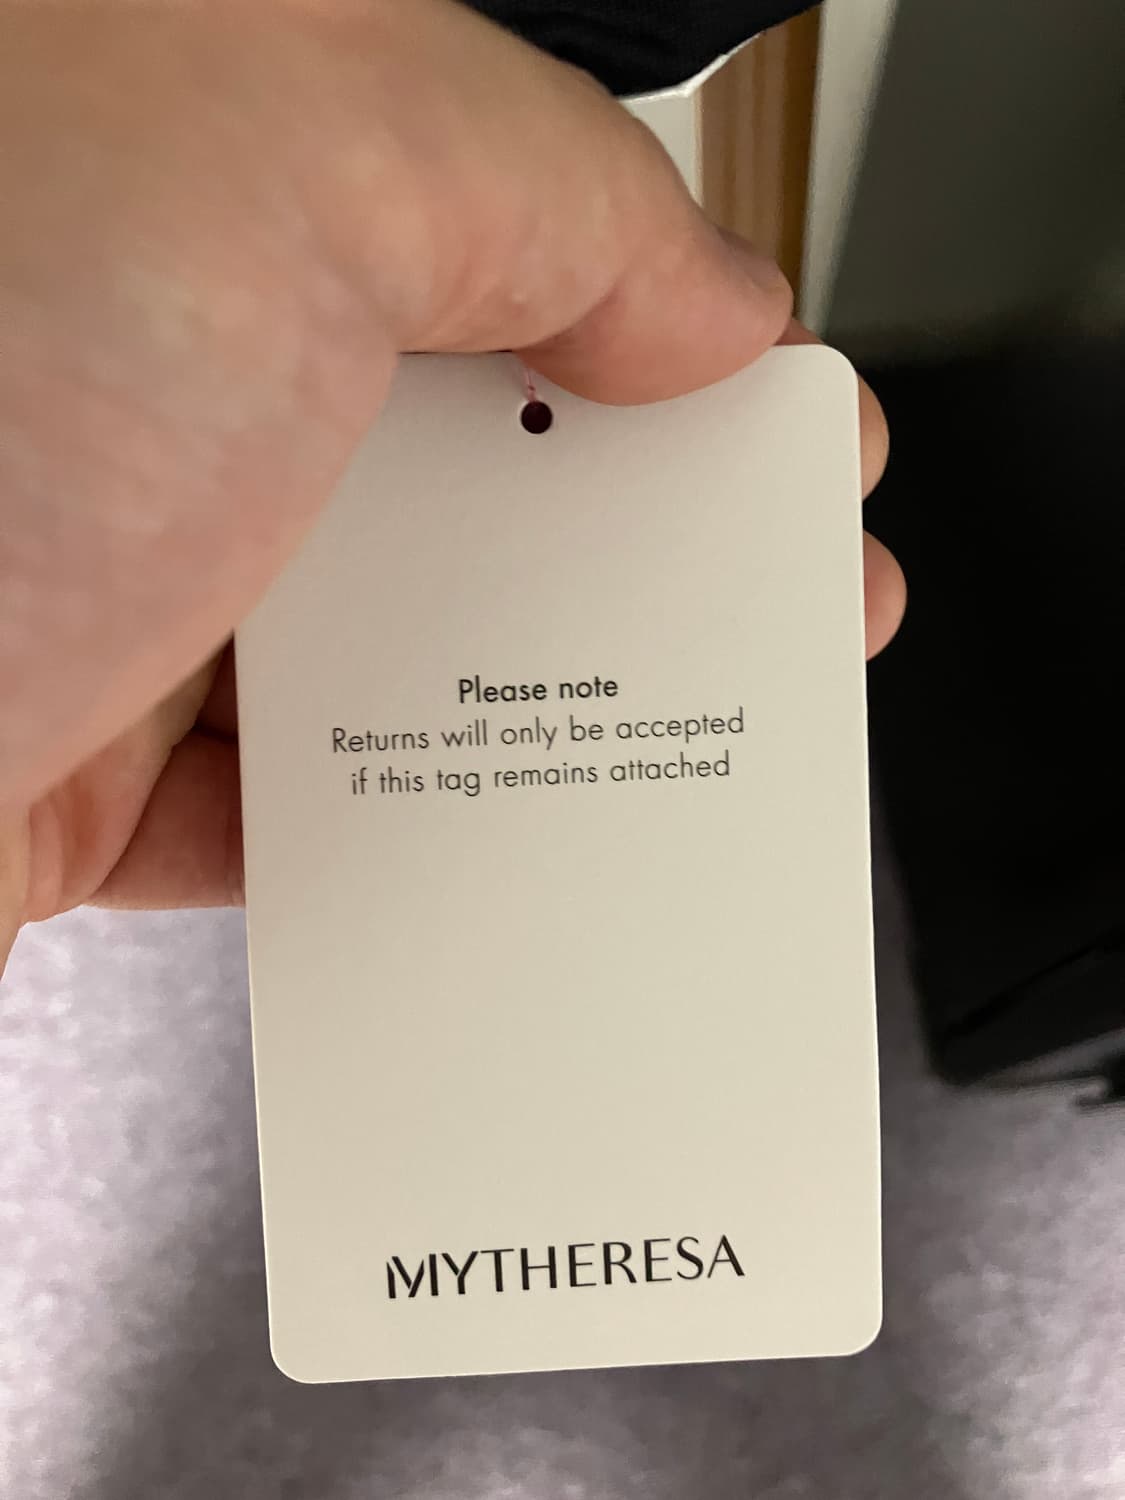 Please note
Returns will only be accepted
if this tag remains attached
MYTHERESA